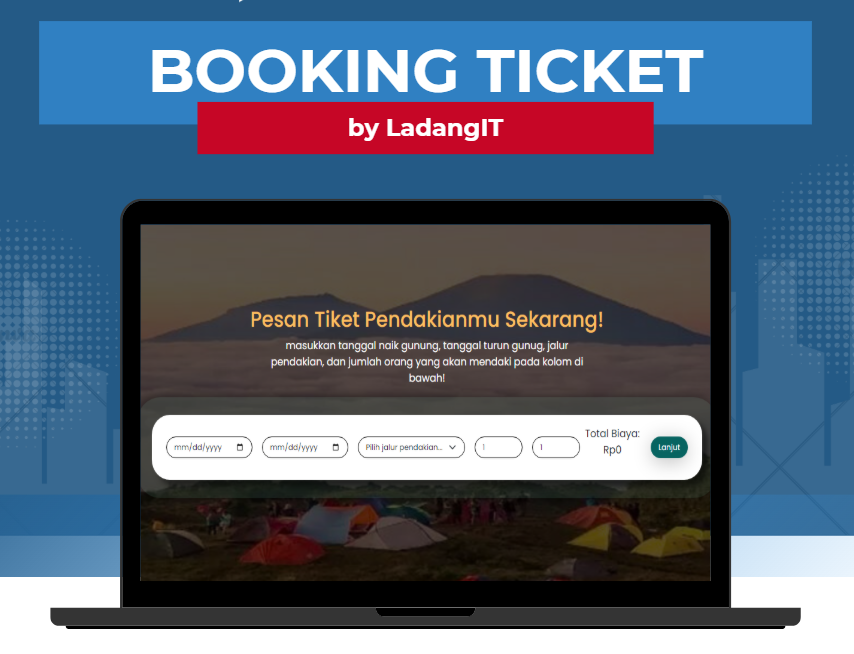 BOOKING TICKET
by LadangIT
Pesan Tiket Pendakianmu Sekarang!
masukkan tanggal naik gunung, tanggal turun gunug, jalur
pendakian, dan jumlah orang yang akan mendaki pada kolom di
bawah!
mm/dd/yyyy mm/dd/yyyy Pilih jalur pendakian... 1 1
Total Biaya:
Rp0
Lanjut